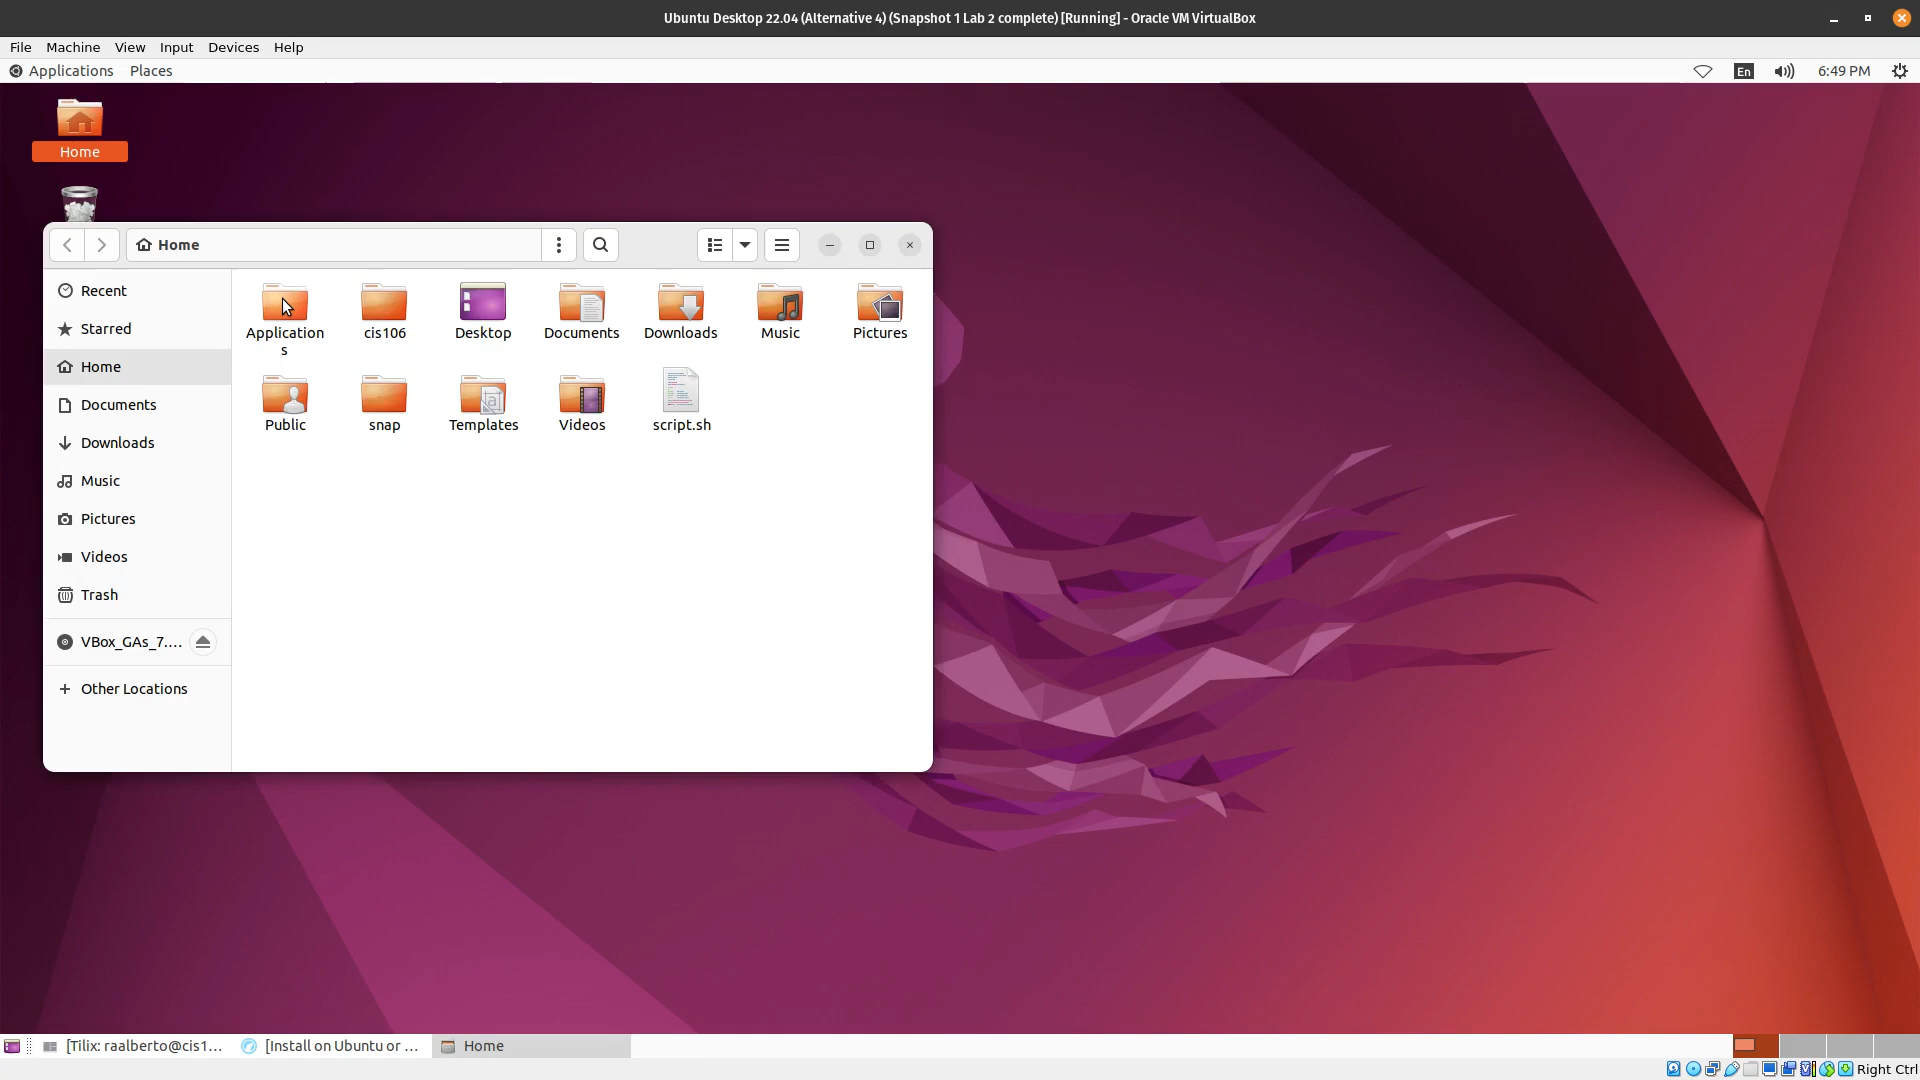 Ubuntu Desktop 22.04 (Alternative 4) (Snapshot 1 Lab 2 complete) [Running] - Oracle VM VirtualBox
File Machine View Input Devices Help
Applications Places En 6:49 PM
Home
Home
Recent
Starred
Home
Documents
Downloads
Music
Pictures
Videos
Trash
VBox_GAs_7....
Other Locations
Application
s
cis106
Desktop
Documents
Downloads
Music
Pictures
Public
snap
Templates
Videos
script.sh
[Tilix: raalberto@cis1... [Install on Ubuntu or ... Home
Right Ctrl